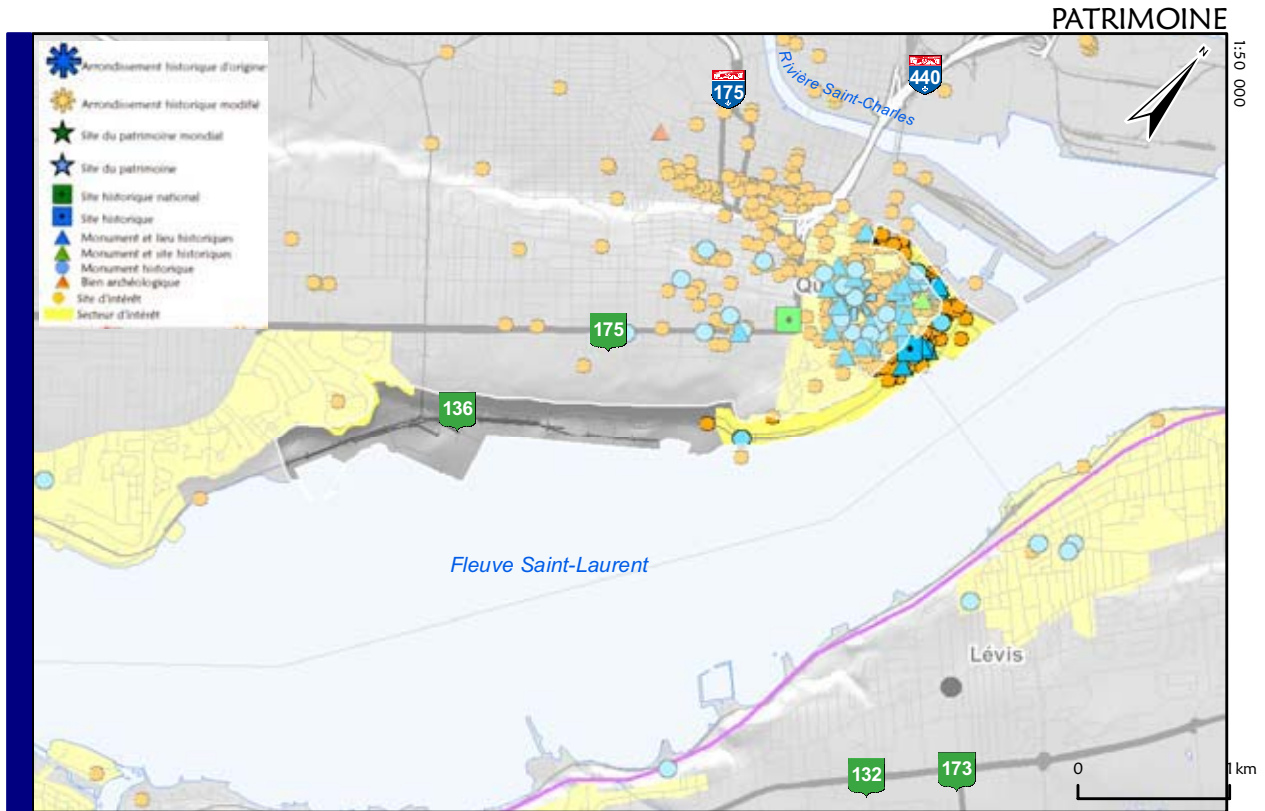 PATRIMOINE
1:50 000
N
Arrondissement historique d'origine
Arrondissement historique modifié
Site du patrimoine mondial
Site du patrimoine
Site historique national
Site historique
Monument et lieu historiques
Monument et site historiques
Monument historique
Bien archéologique
Site d'intérêt
Secteur d'intérêt
175
Rivière Saint-Charles
440
Qu
175
136
Fleuve Saint-Laurent
Lévis
132
173
0
1 km